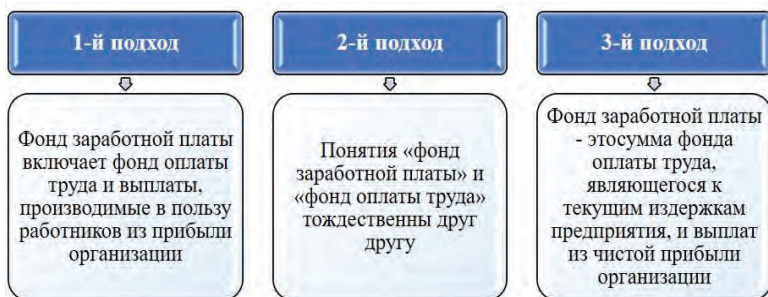 1-й подход
Фонд заработной платы
включает фонд оплаты
труда и выплаты,
производимые в пользу
работников из прибыли
организации
2-й подход
Понятия «фонд
заработной платы» и
«фонд оплаты труда»
тождественны друг
другу
3-й подход
Фонд заработной платы
- этосумма фонда
оплаты труда,
являющегося к
текущим издержкам
предприятия, и выплат
из чистой прибыли
организации